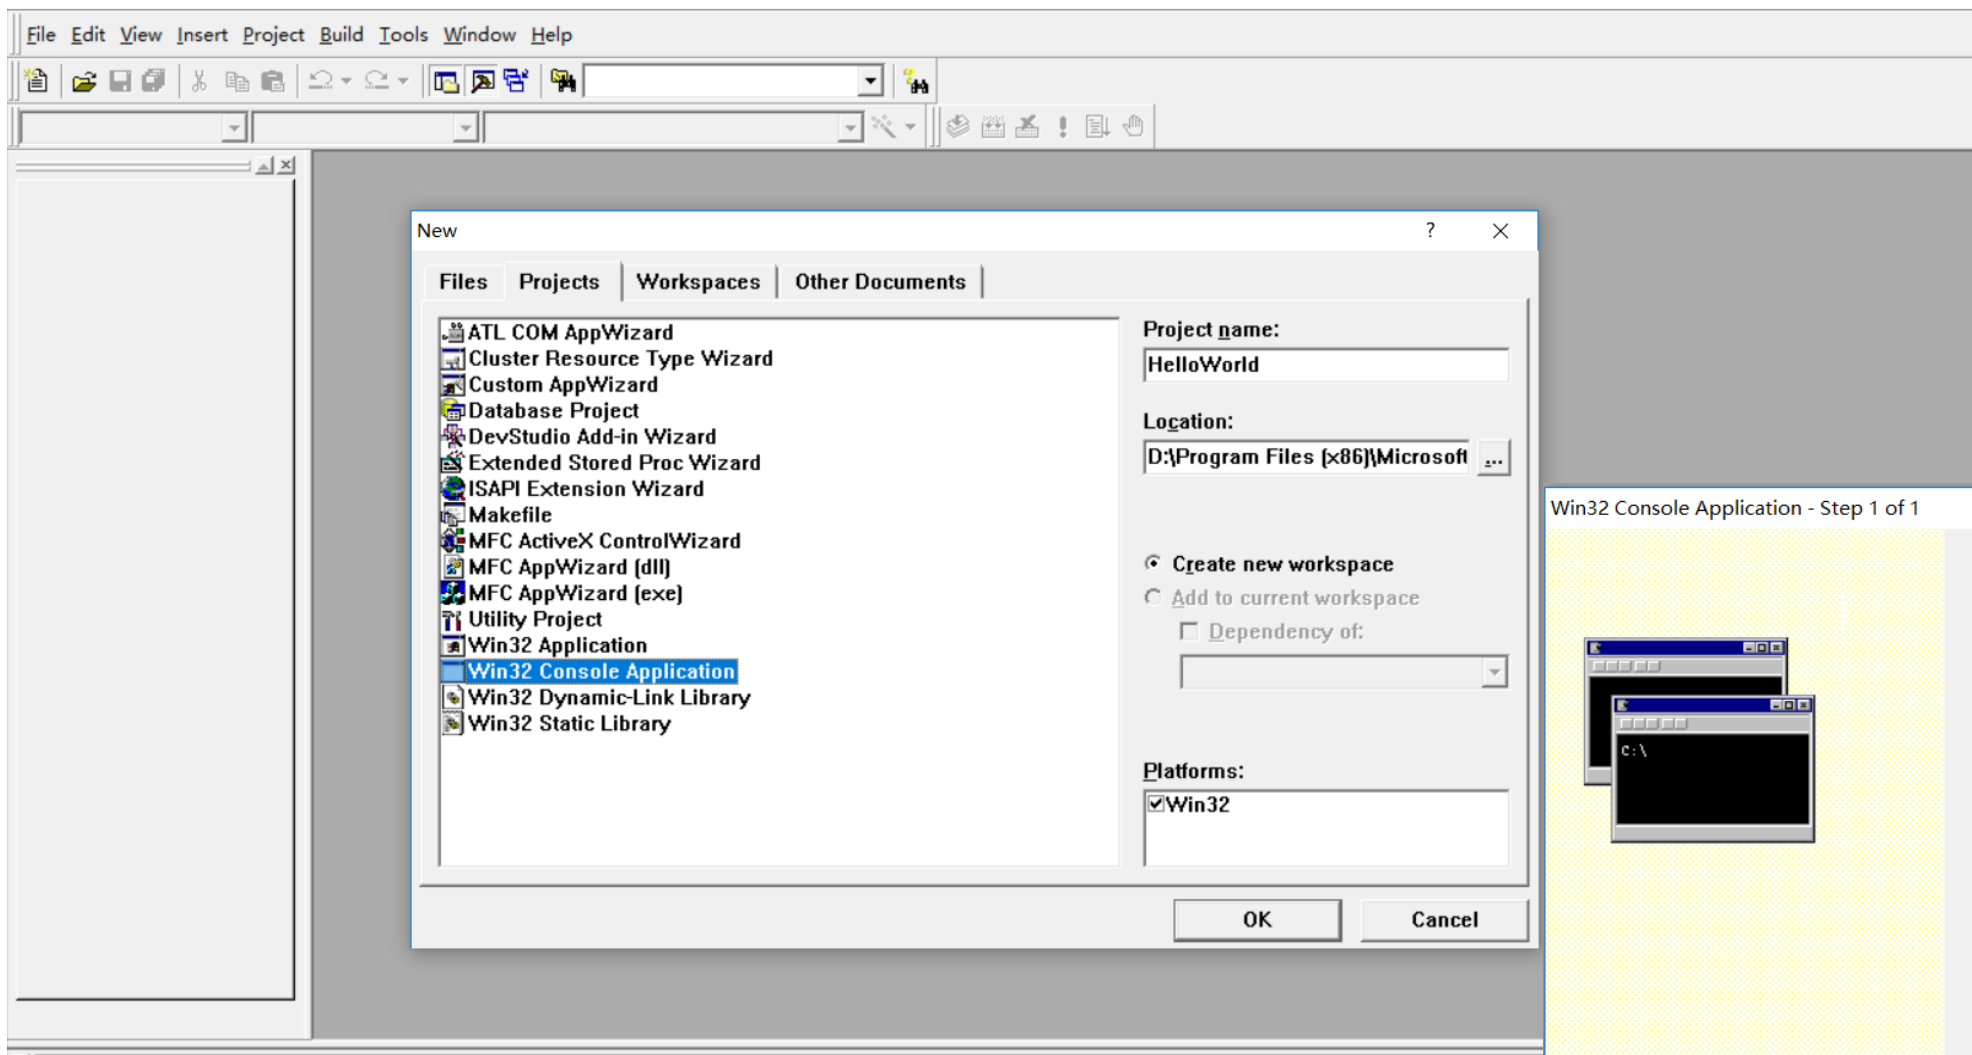 File Edit View Insert Project Build Tools Window Help
New
Files Projects Workspaces Other Documents
ATL COM AppWizard
Cluster Resource Type Wizard
Custom AppWizard
Database Project
DevStudio Add-in Wizard
Extended Stored Proc Wizard
ISAPI Extension Wizard
Makefile
MFC ActiveX ControlWizard
MFC AppWizard (dll)
MFC AppWizard (exe)
Utility Project
Win32 Application
Win32 Console Application
Win32 Dynamic-Link Library
Win32 Static Library
Project name:
HelloWorld
Location:
D:\Program Files (x86)\Microsoft
...
Create new workspace
Add to current workspace
Dependency of:
Platforms:
Win32
OK Cancel
Win32 Console Application - Step 1 of 1
C:\